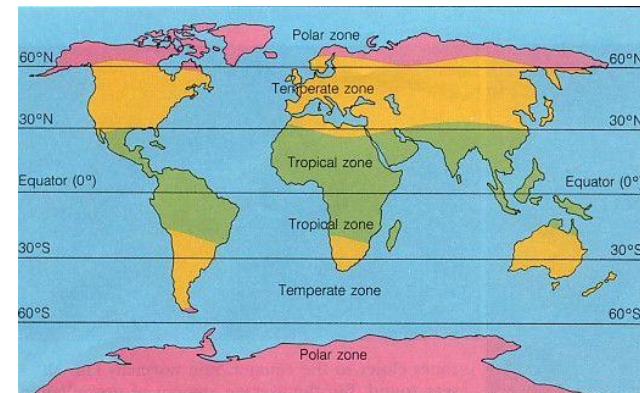 Polar zone
60°N
60°N
Temperate zone
30°N
30°N
Tropical zone
Equator (0°)
Equator (0°)
Tropical zone
30°S
30°S
Temperate zone
60°S
60°S
Polar zone